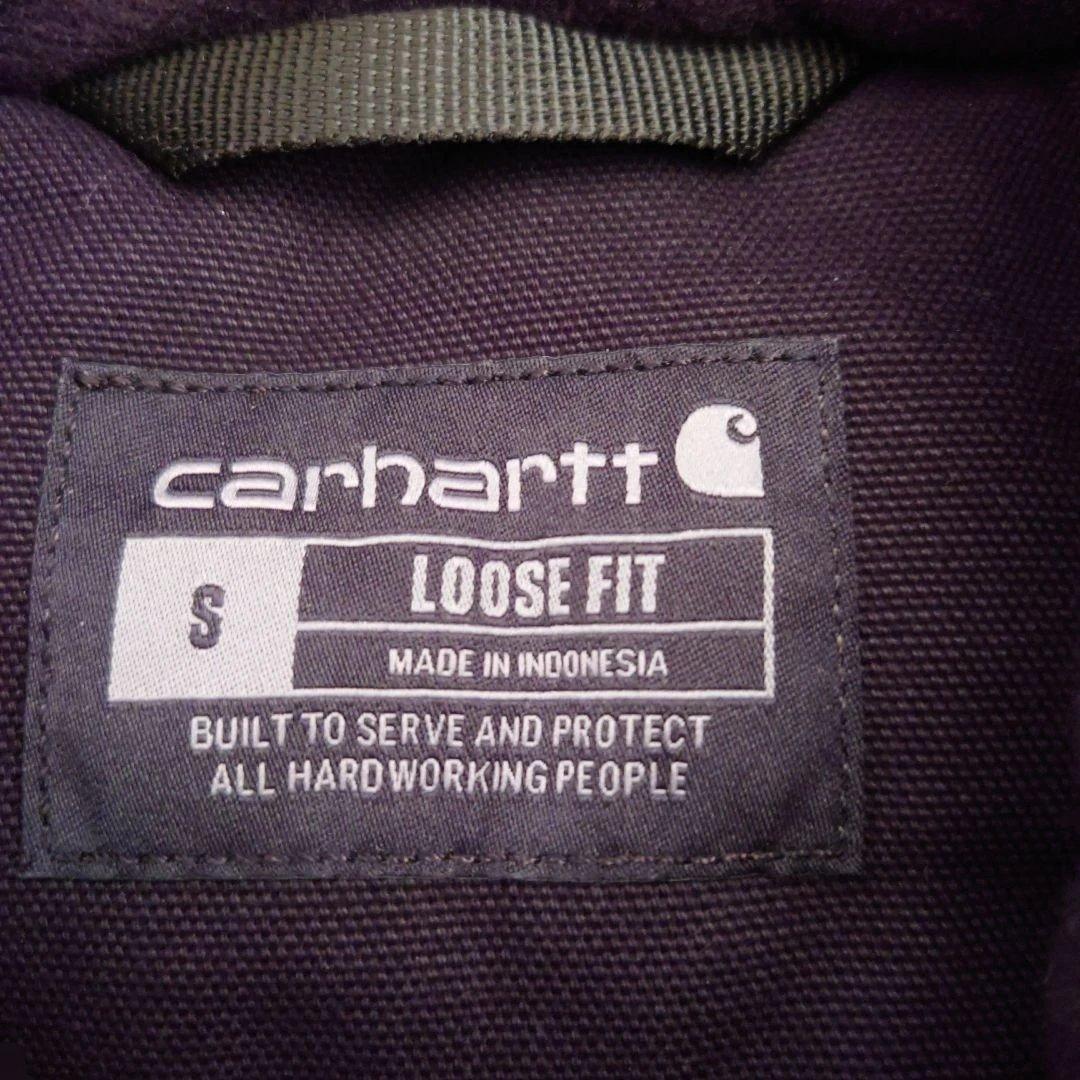 carhartt
S
LOOSE FIT
MADE IN INDONESIA
BUILT TO SERVE AND PROTECT
ALL HARDWORKING PEOPLE